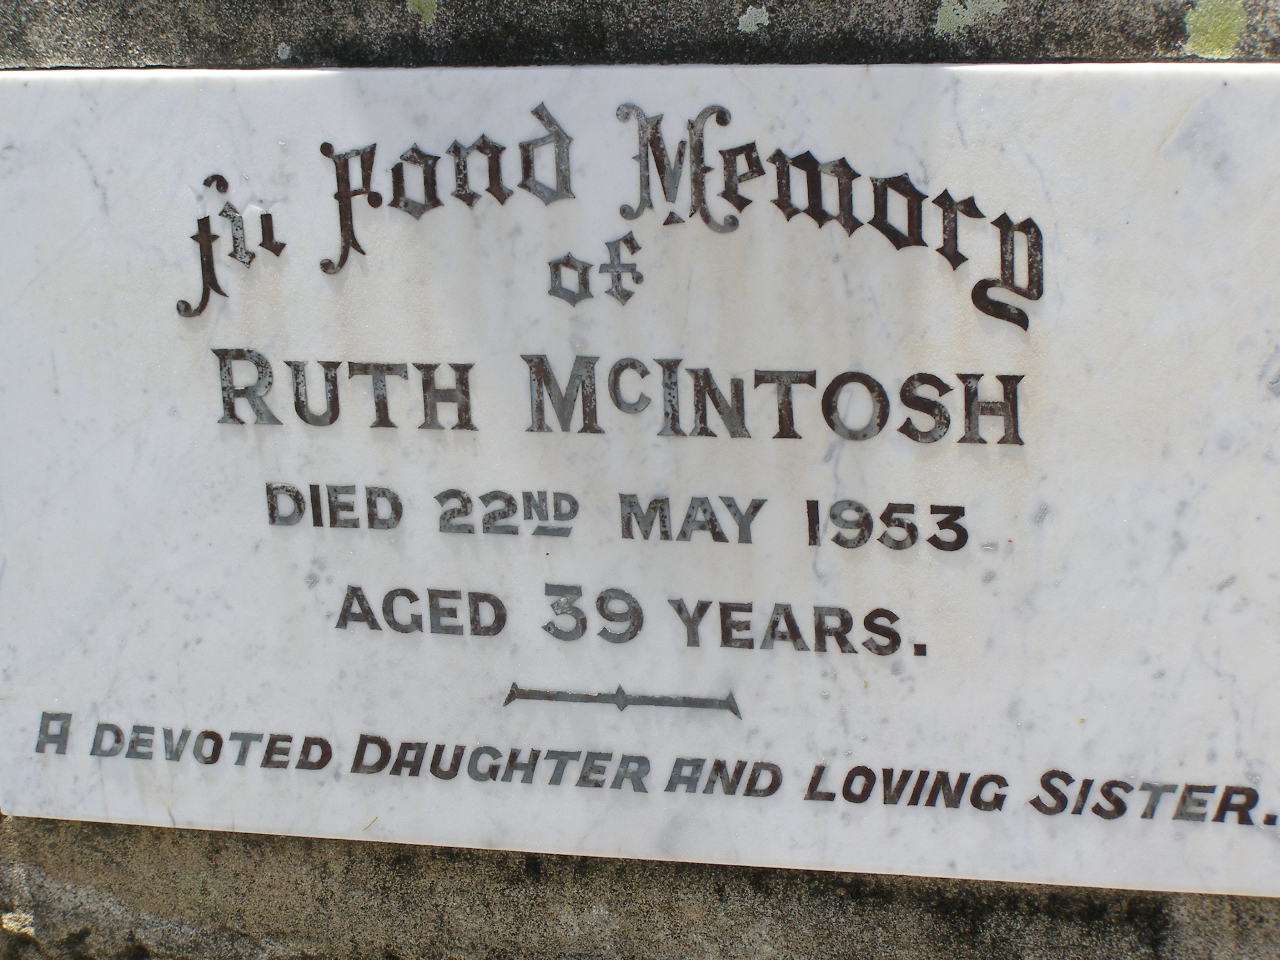 In Fond Memory
of
RUTH McINTOSH
DIED 22ND MAY 1953
AGED 39 YEARS.
A DEVOTED DAUGHTER AND LOVING SISTER.